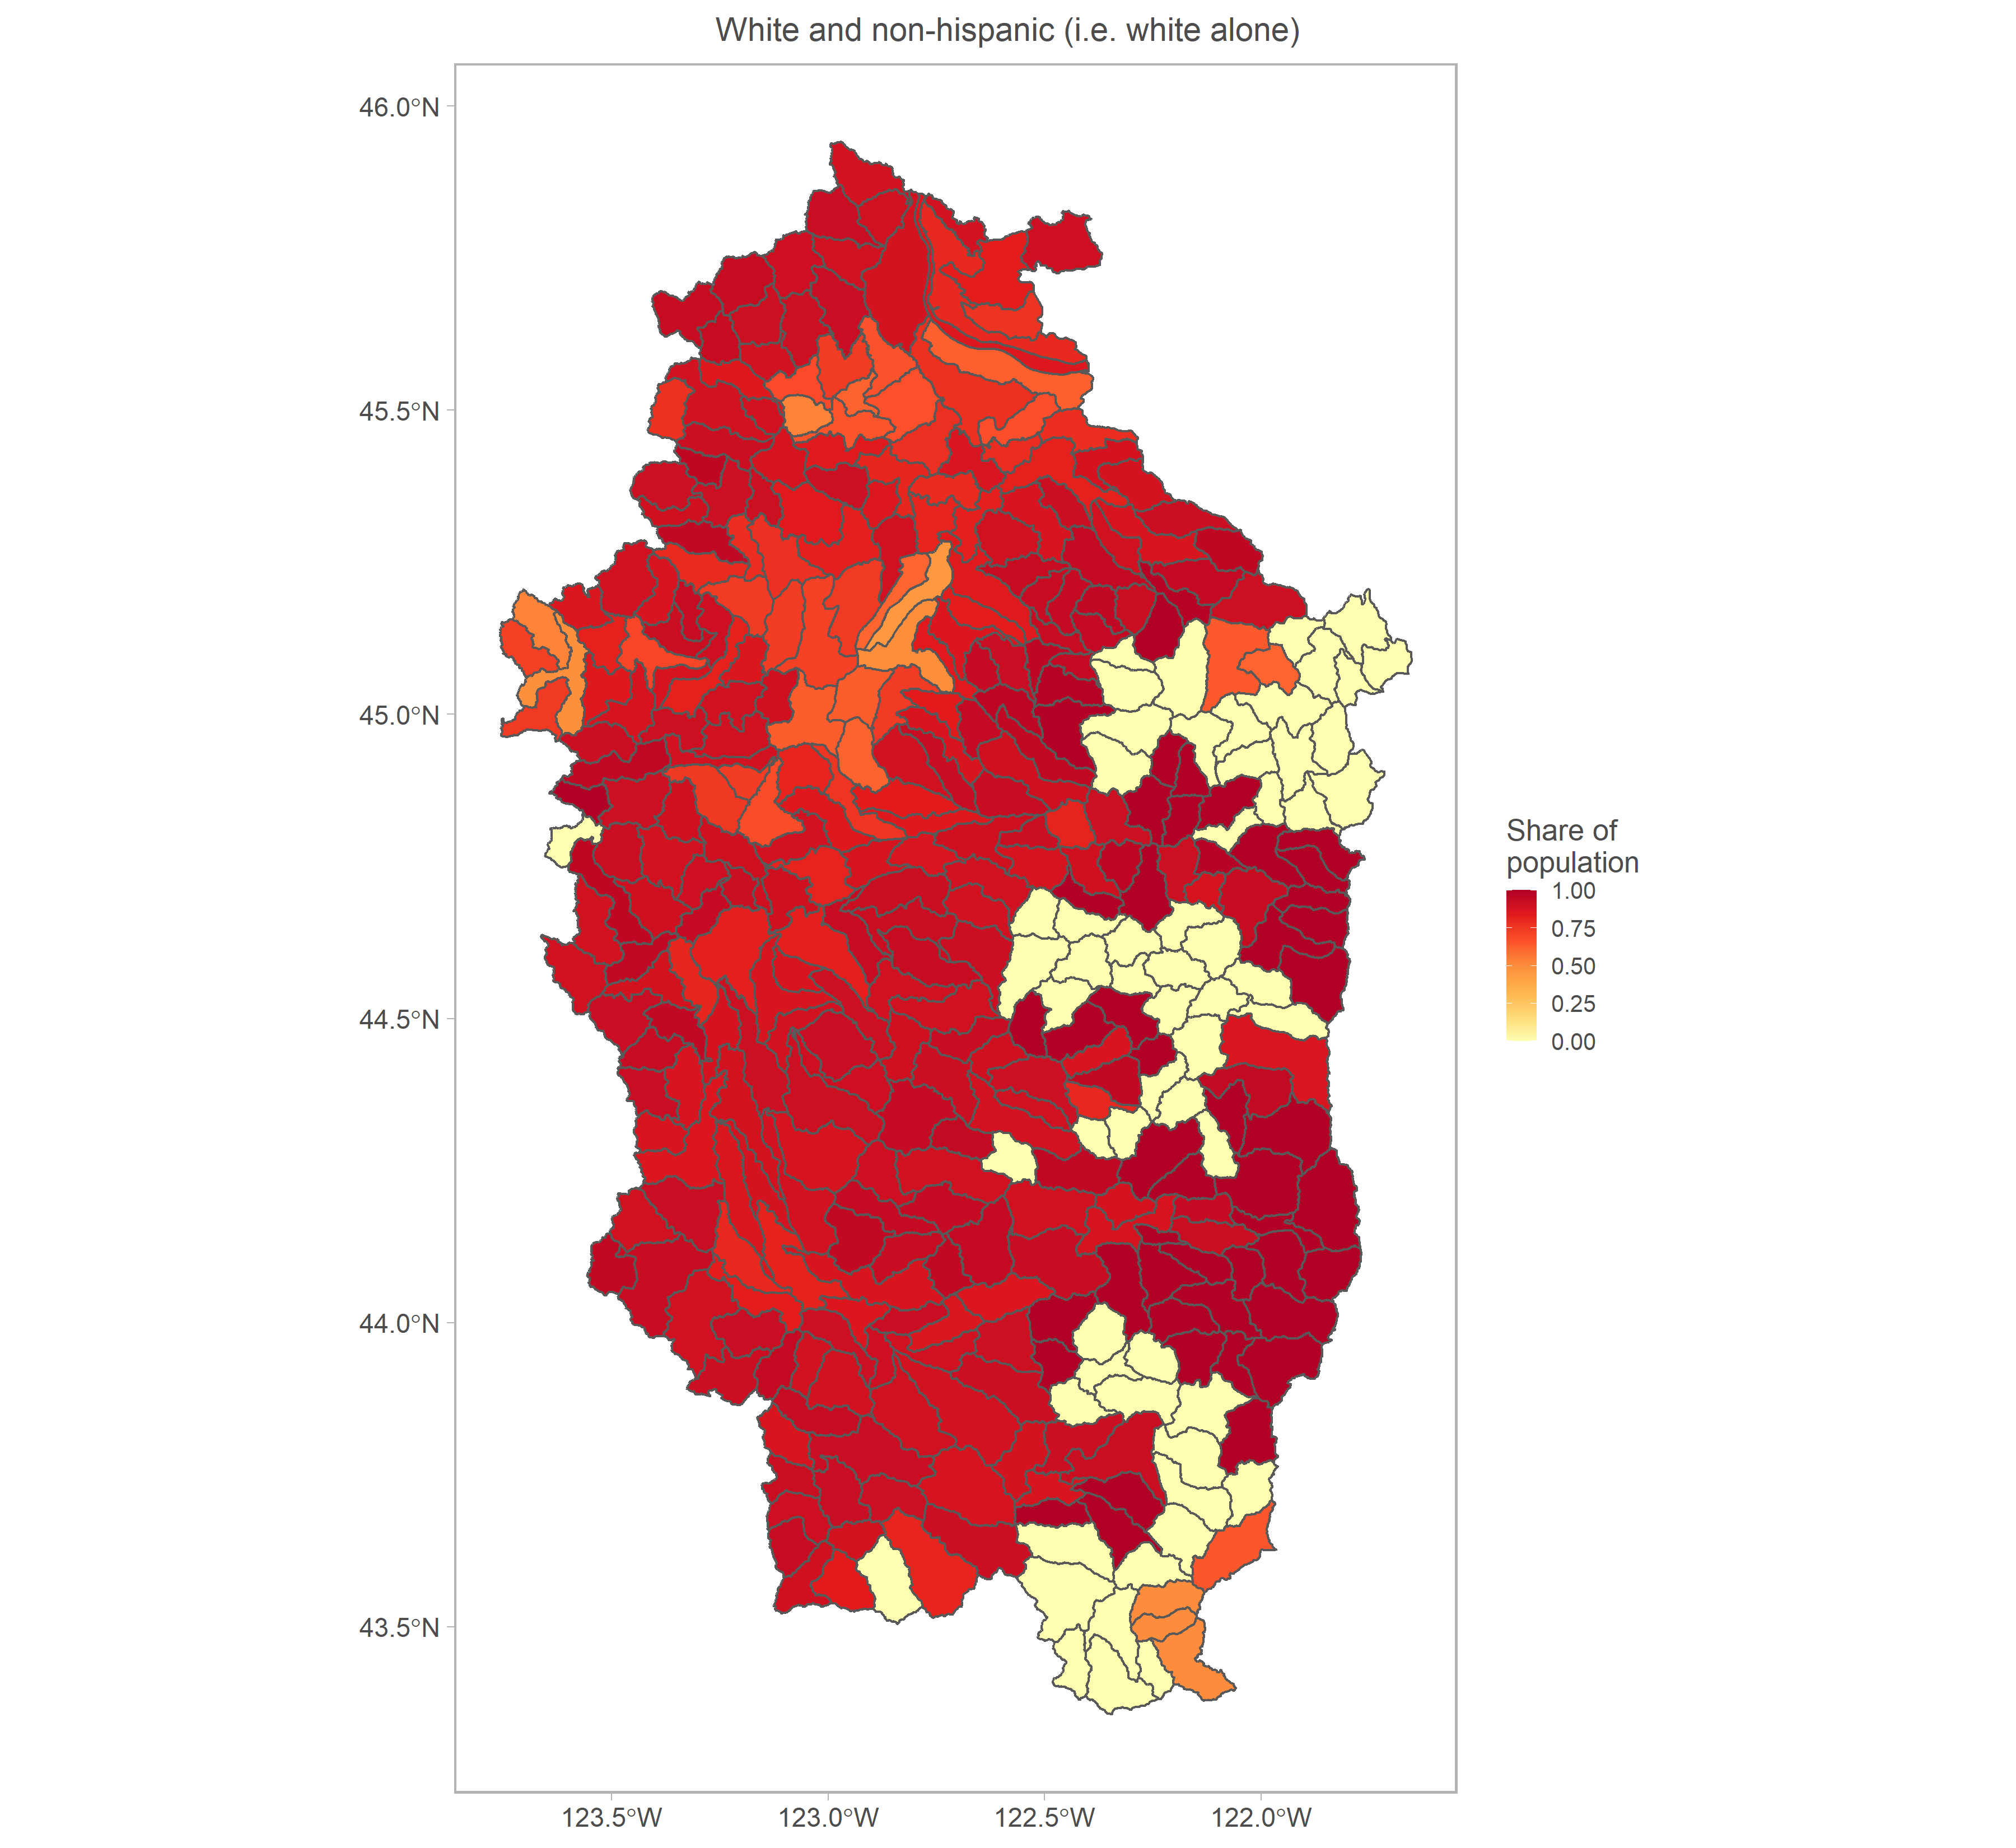 White and non-hispanic (i.e. white alone)
46.0°N
45.5°N
45.0°N
44.5°N
44.0°N
43.5°N
123.5°W
123.0°W
122.5°W
122.0°W
Share of
population
1.00
0.75
0.50
0.25
0.00